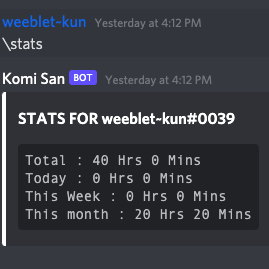 weeblet-kun Yesterday at 4:12 PM
\stats
Komi San BOT Yesterday at 4:12 PM
STATS FOR weeblet~kun#0039
Total : 40 Hrs 0 Mins
Today : 0 Hrs 0 Mins
This Week : 0 Hrs 0 Mins
This month : 20 Hrs 20 Mins